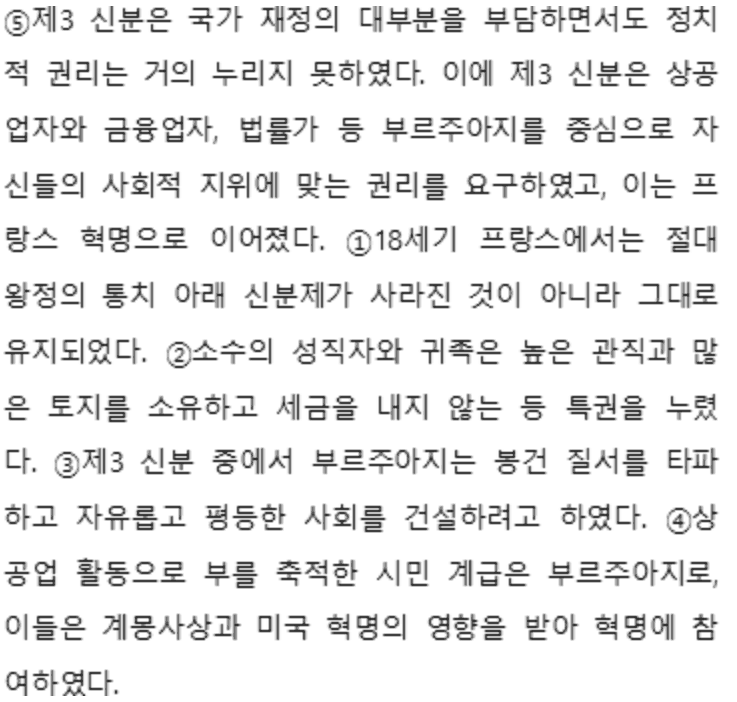 ⑤제3 신분은 국가 재정의 대부분을 부담하면서도 정치
적 권리는 거의 누리지 못하였다. 이에 제3 신분은 상공
업자와 금융업자, 법률가 등 부르주아지를 중심으로 자
신들의 사회적 지위에 맞는 권리를 요구하였고, 이는 프
랑스 혁명으로 이어졌다. ①18세기 프랑스에서는 절대
왕정의 통치 아래 신분제가 사라진 것이 아니라 그대로
유지되었다. ②소수의 성직자와 귀족은 높은 관직과 많
은 토지를 소유하고 세금을 내지 않는 등 특권을 누렸
다. ③제3 신분 중에서 부르주아지는 봉건 질서를 타파
하고 자유롭고 평등한 사회를 건설하려고 하였다. ④상
공업 활동으로 부를 축적한 시민 계급은 부르주아지로,
이들은 계몽사상과 미국 혁명의 영향을 받아 혁명에 참
여하였다.